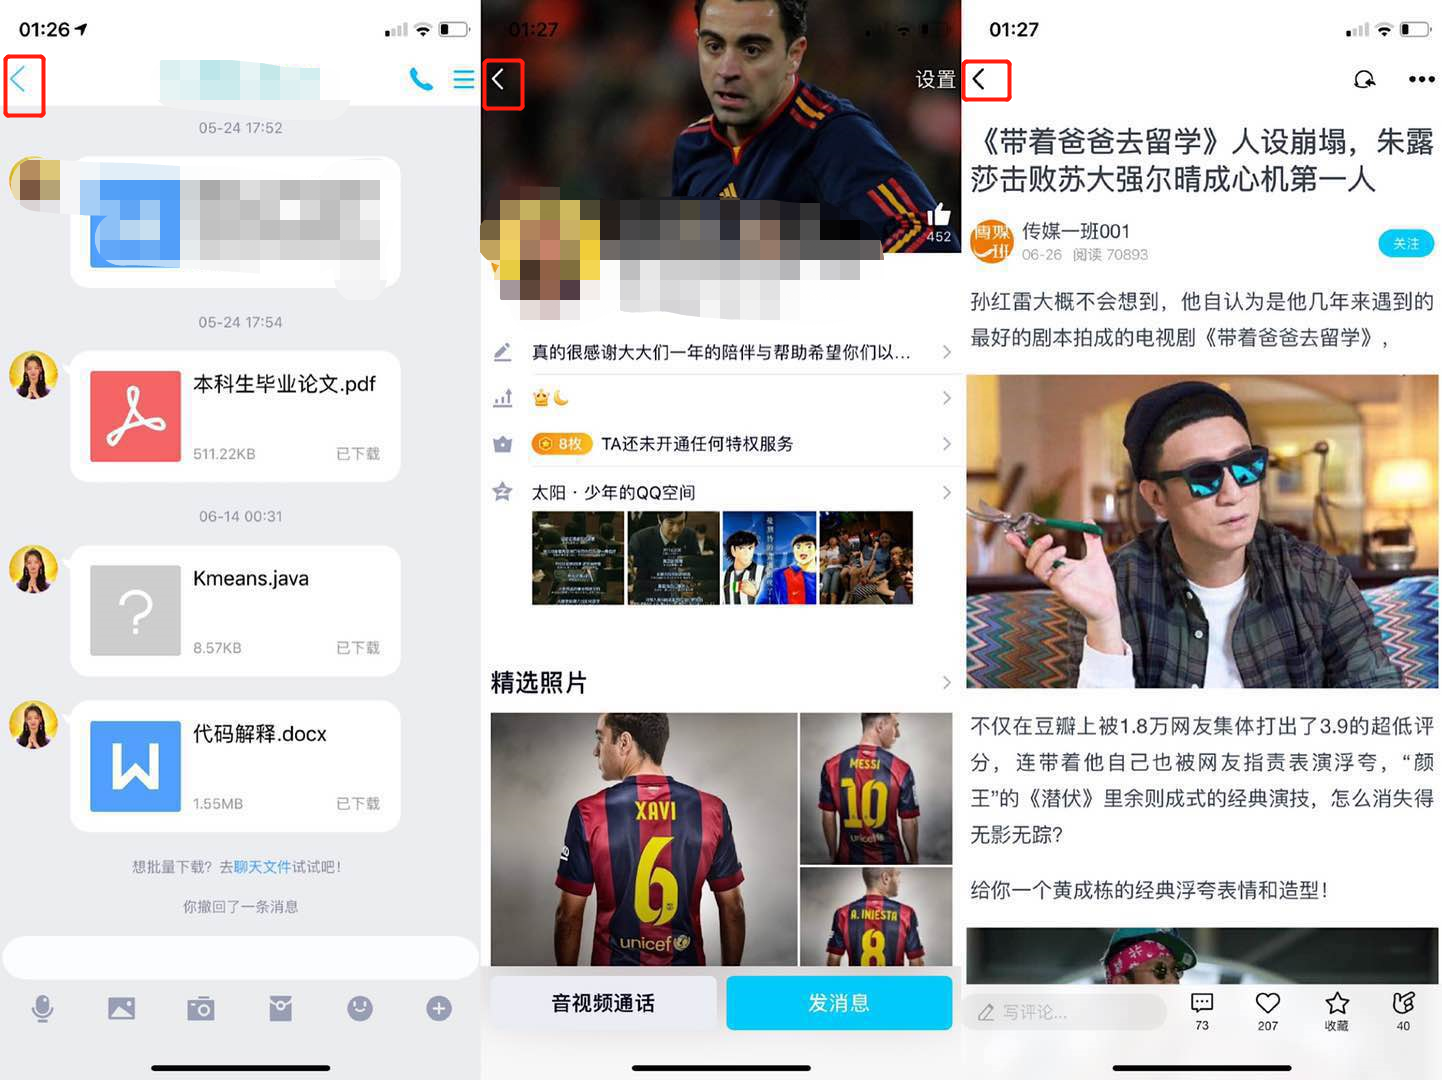 01:26
05-24 17:52
05-24 17:54
本科生毕业论文.pdf
511.22KB 已下载
06-14 00:31
Kmeans.java
8.57KB 已下载
代码解释.docx
1.55MB 已下载
想批量下载？去聊天文件试试吧！
你撤回了一条消息
01:27
设置
452
真的很感谢大大们一年的陪伴与帮助希望你们以...
8枚 TA还未开通任何特权服务
太阳·少年的QQ空间
精选照片
XAVI
6
unicef
MESSI
10
unicef
A.INIESTA
8
音视频通话 发消息
01:27
《带着爸爸去留学》人设崩塌，朱露
莎击败苏大强尔晴成心机第一人
传媒一班001
06-26 阅读 70893
关注
孙红雷大概不会想到，他自认为是他几年来遇到的
最好的剧本拍成的电视剧《带着爸爸去留学》，
不仅在豆瓣上被1.8万网友集体打出了3.9的超低评
分，连带着他自己也被网友指责表演浮夸，“颜
王”的《潜伏》里余则成式的经典演技，怎么消失得
无影无踪？
给你一个黄成栋的经典浮夸表情和造型！
写评论...
73 207 收藏 40